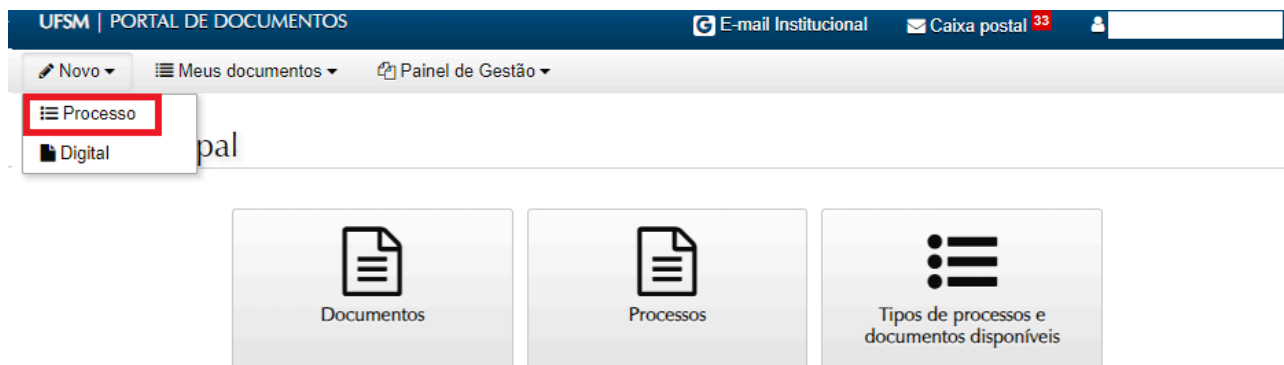 UFSM | PORTAL DE DOCUMENTOS
E-mail Institucional
Caixa postal 33
Novo
Meus documentos
Painel de Gestão
Processo
Digital
pal
Documentos
Processos
Tipos de processos e
documentos disponíveis